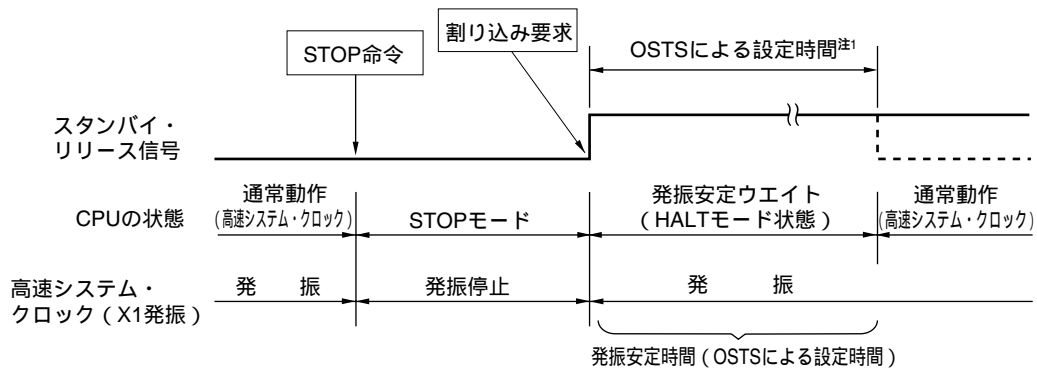 STOP命令
割り込み要求
OSTSによる設定時間注1
スタンバイ・
リリース信号
CPUの状態
通常動作
(高速システム・クロック)
STOPモード
発振安定ウエイト
(HALTモード状態)
通常動作
(高速システム・クロック)
高速システム・
クロック(X1発振)
発　振
発振停止
発　振
発振安定時間(OSTSによる設定時間)